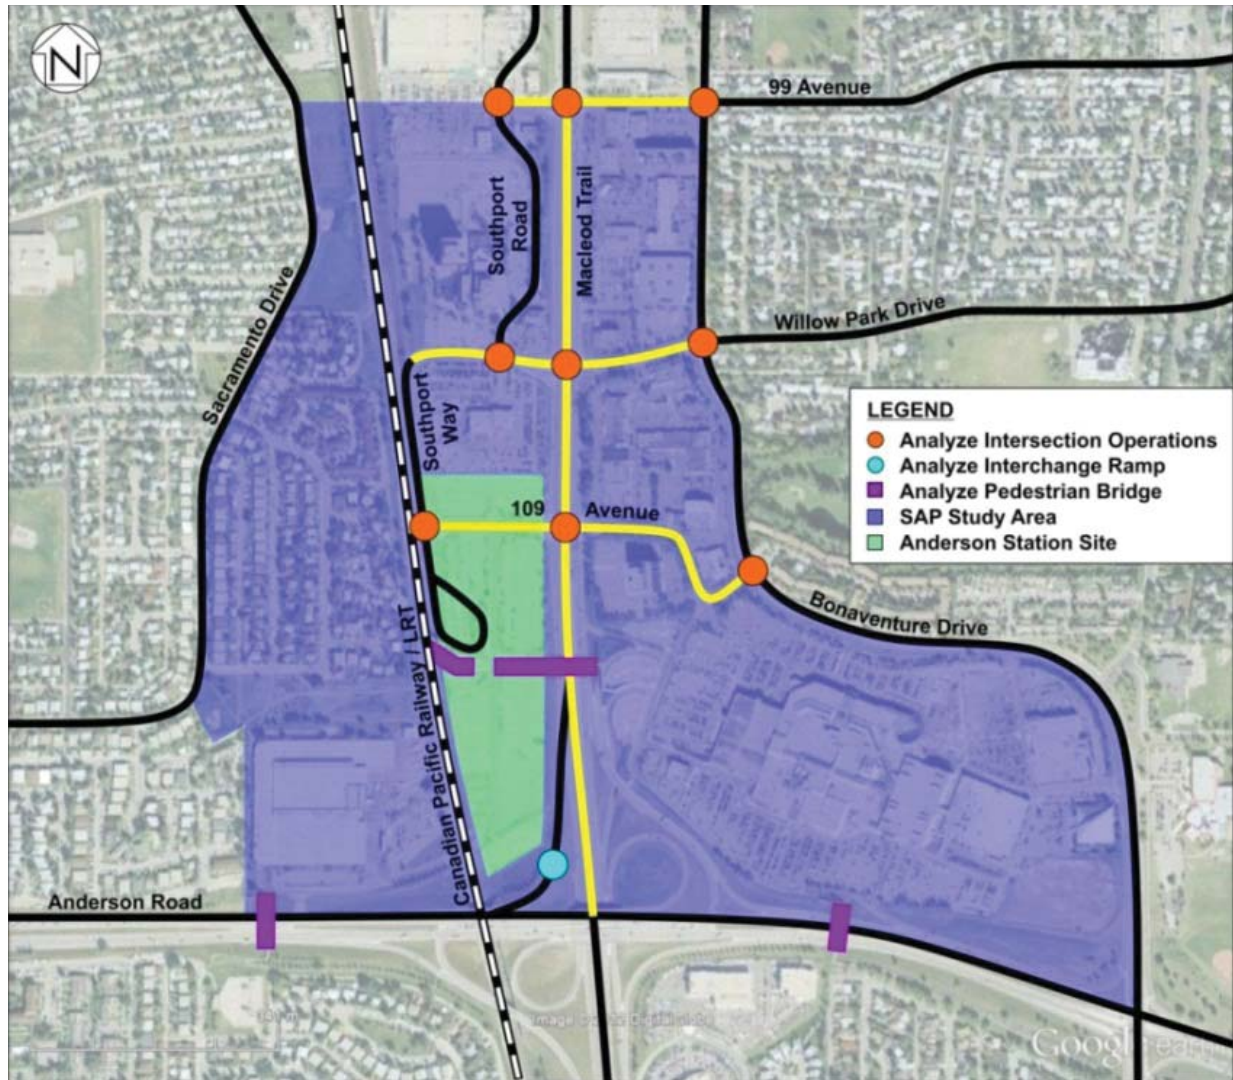 N
99 Avenue
Southport
Road
Macleod Trail
Willow Park Drive
Sacramento Drive
Southport
Way
LEGEND
Analyze Intersection Operations
Analyze Interchange Ramp
Analyze Pedestrian Bridge
SAP Study Area
Anderson Station Site
109 Avenue
Bonaventure Drive
Canadian Pacific Railway / LRT
Anderson Road
Google earth